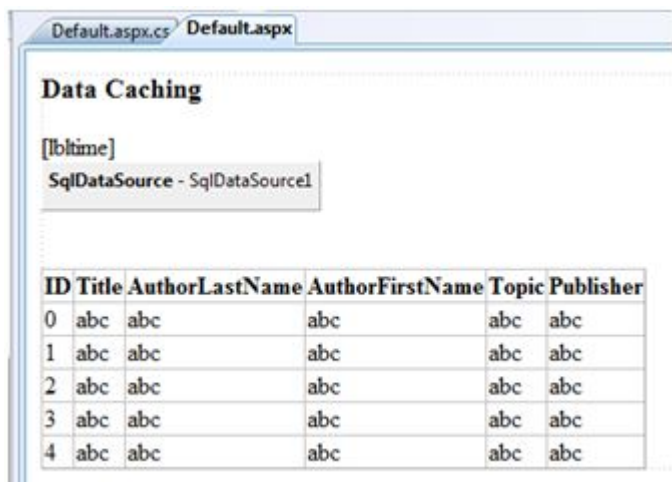 Default.aspx.cs Default.aspx
Data Caching
[lbltime]
SqlDataSource - SqlDataSource1
ID Title AuthorLastName AuthorFirstName Topic Publisher
0 abc abc abc abc abc
1 abc abc abc abc abc
2 abc abc abc abc abc
3 abc abc abc abc abc
4 abc abc abc abc abc